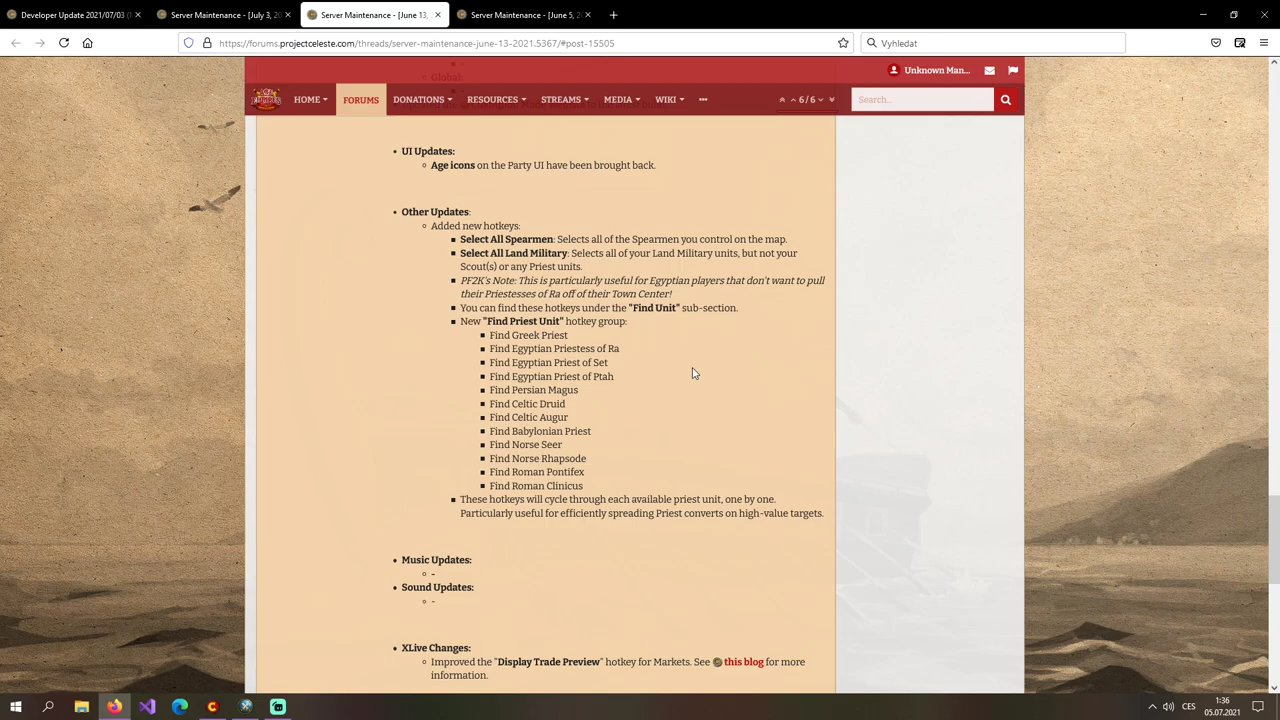 Developer Update 2021/07/03 (
Server Maintenance - [July 3, 20
Server Maintenance - [June 13,
Server Maintenance - [June 5, 20
https://forums.projectceleste.com/threads/server-maintenance-june-13-2021.5367/#post-15505
Vyhledat
Global:
Unknown Man...
HOME
FORUMS
DONATIONS
RESOURCES
STREAMS
MEDIA
WIKI
6 / 6
Search...
• UI Updates:
Age icons on the Party UI have been brought back.
• Other Updates:
Added new hotkeys:
Select All Spearmen: Selects all of the Spearmen you control on the map.
Select All Land Military: Selects all of your Land Military units, but not your
Scout(s) or any Priest units.
PF2K's Note: This is particularly useful for Egyptian players that don't want to pull
their Priestesses of Ra off of their Town Center!
You can find these hotkeys under the "Find Unit" sub-section.
New "Find Priest Unit" hotkey group:
Find Greek Priest
Find Egyptian Priestess of Ra
Find Egyptian Priest of Set
Find Egyptian Priest of Ptah
Find Persian Magus
Find Celtic Druid
Find Celtic Augur
Find Babylonian Priest
Find Norse Seer
Find Norse Rhapsode
Find Roman Pontifex
Find Roman Clinicus
These hotkeys will cycle through each available priest unit, one by one.
Particularly useful for efficiently spreading Priest converts on high-value targets.
• Music Updates:
-
• Sound Updates:
-
• XLive Changes:
Improved the "Display Trade Preview" hotkey for Markets. See this blog for more
information.
CES
1:36
05.07.2021